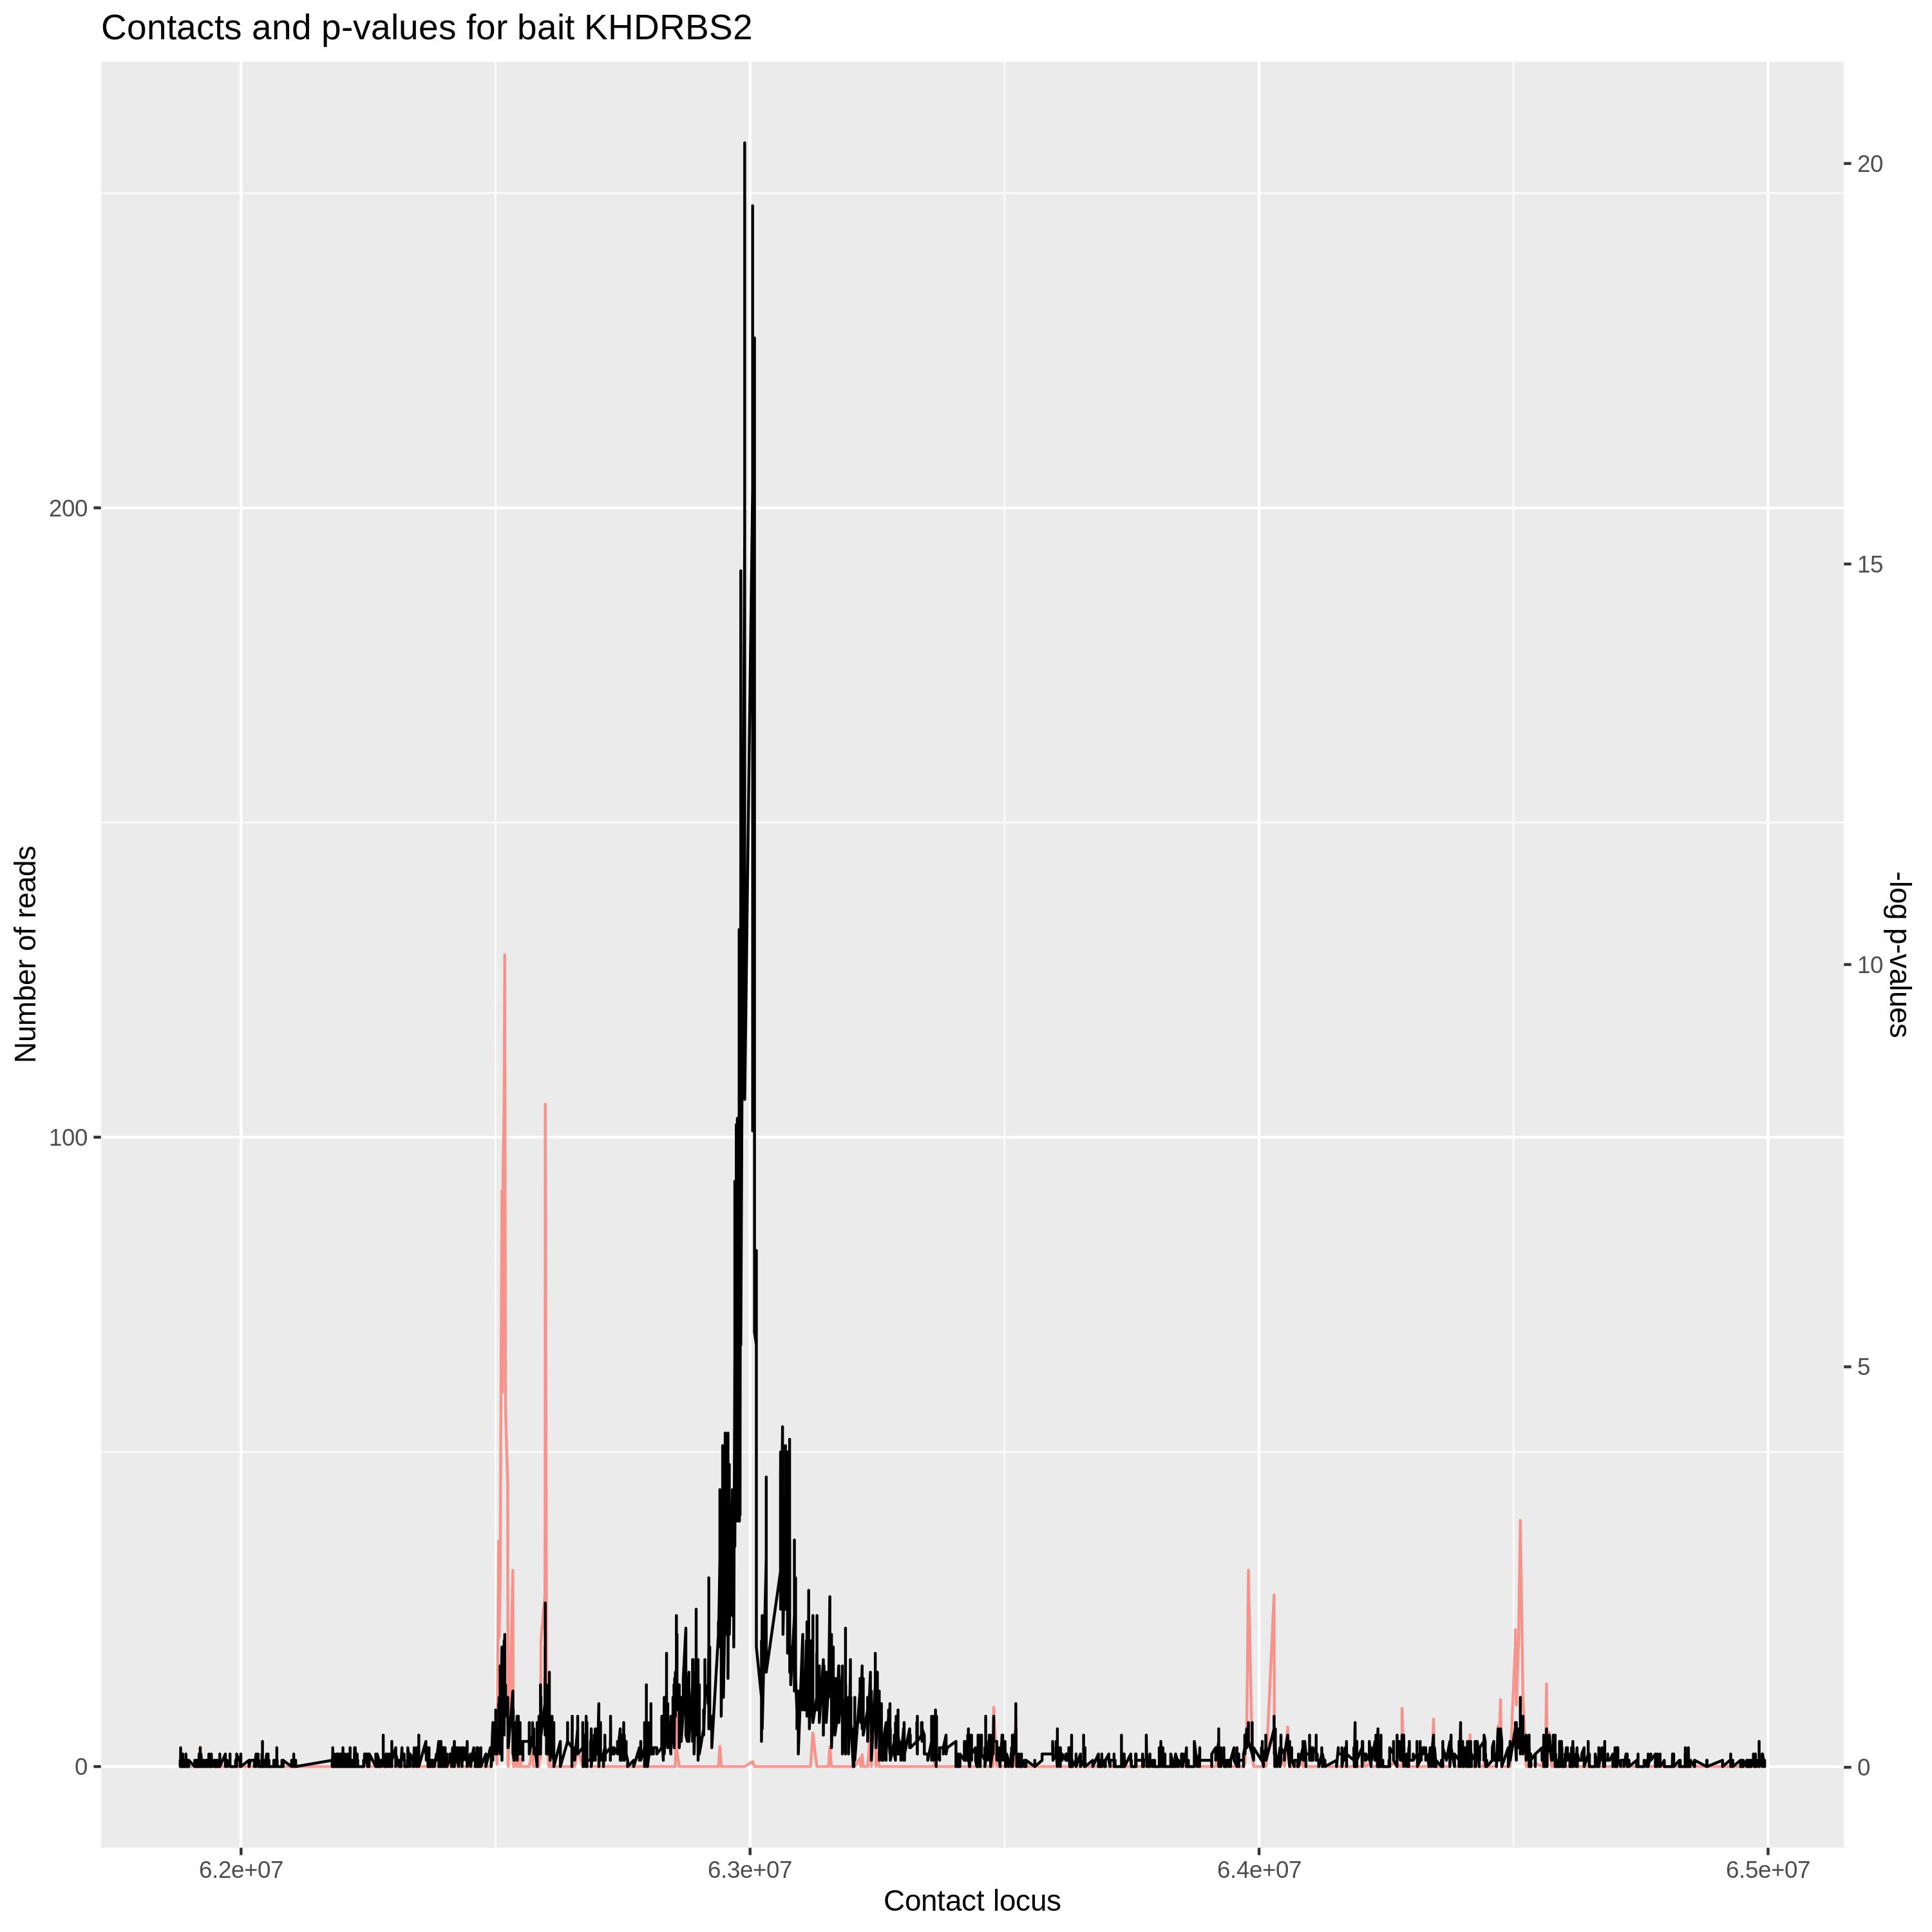 Contacts and p-values for bait KHDRBS2
Number of reads
200
100
0
20
15
10
5
0
-log p-values
6.2e+07
6.3e+07
6.4e+07
6.5e+07
Contact locus